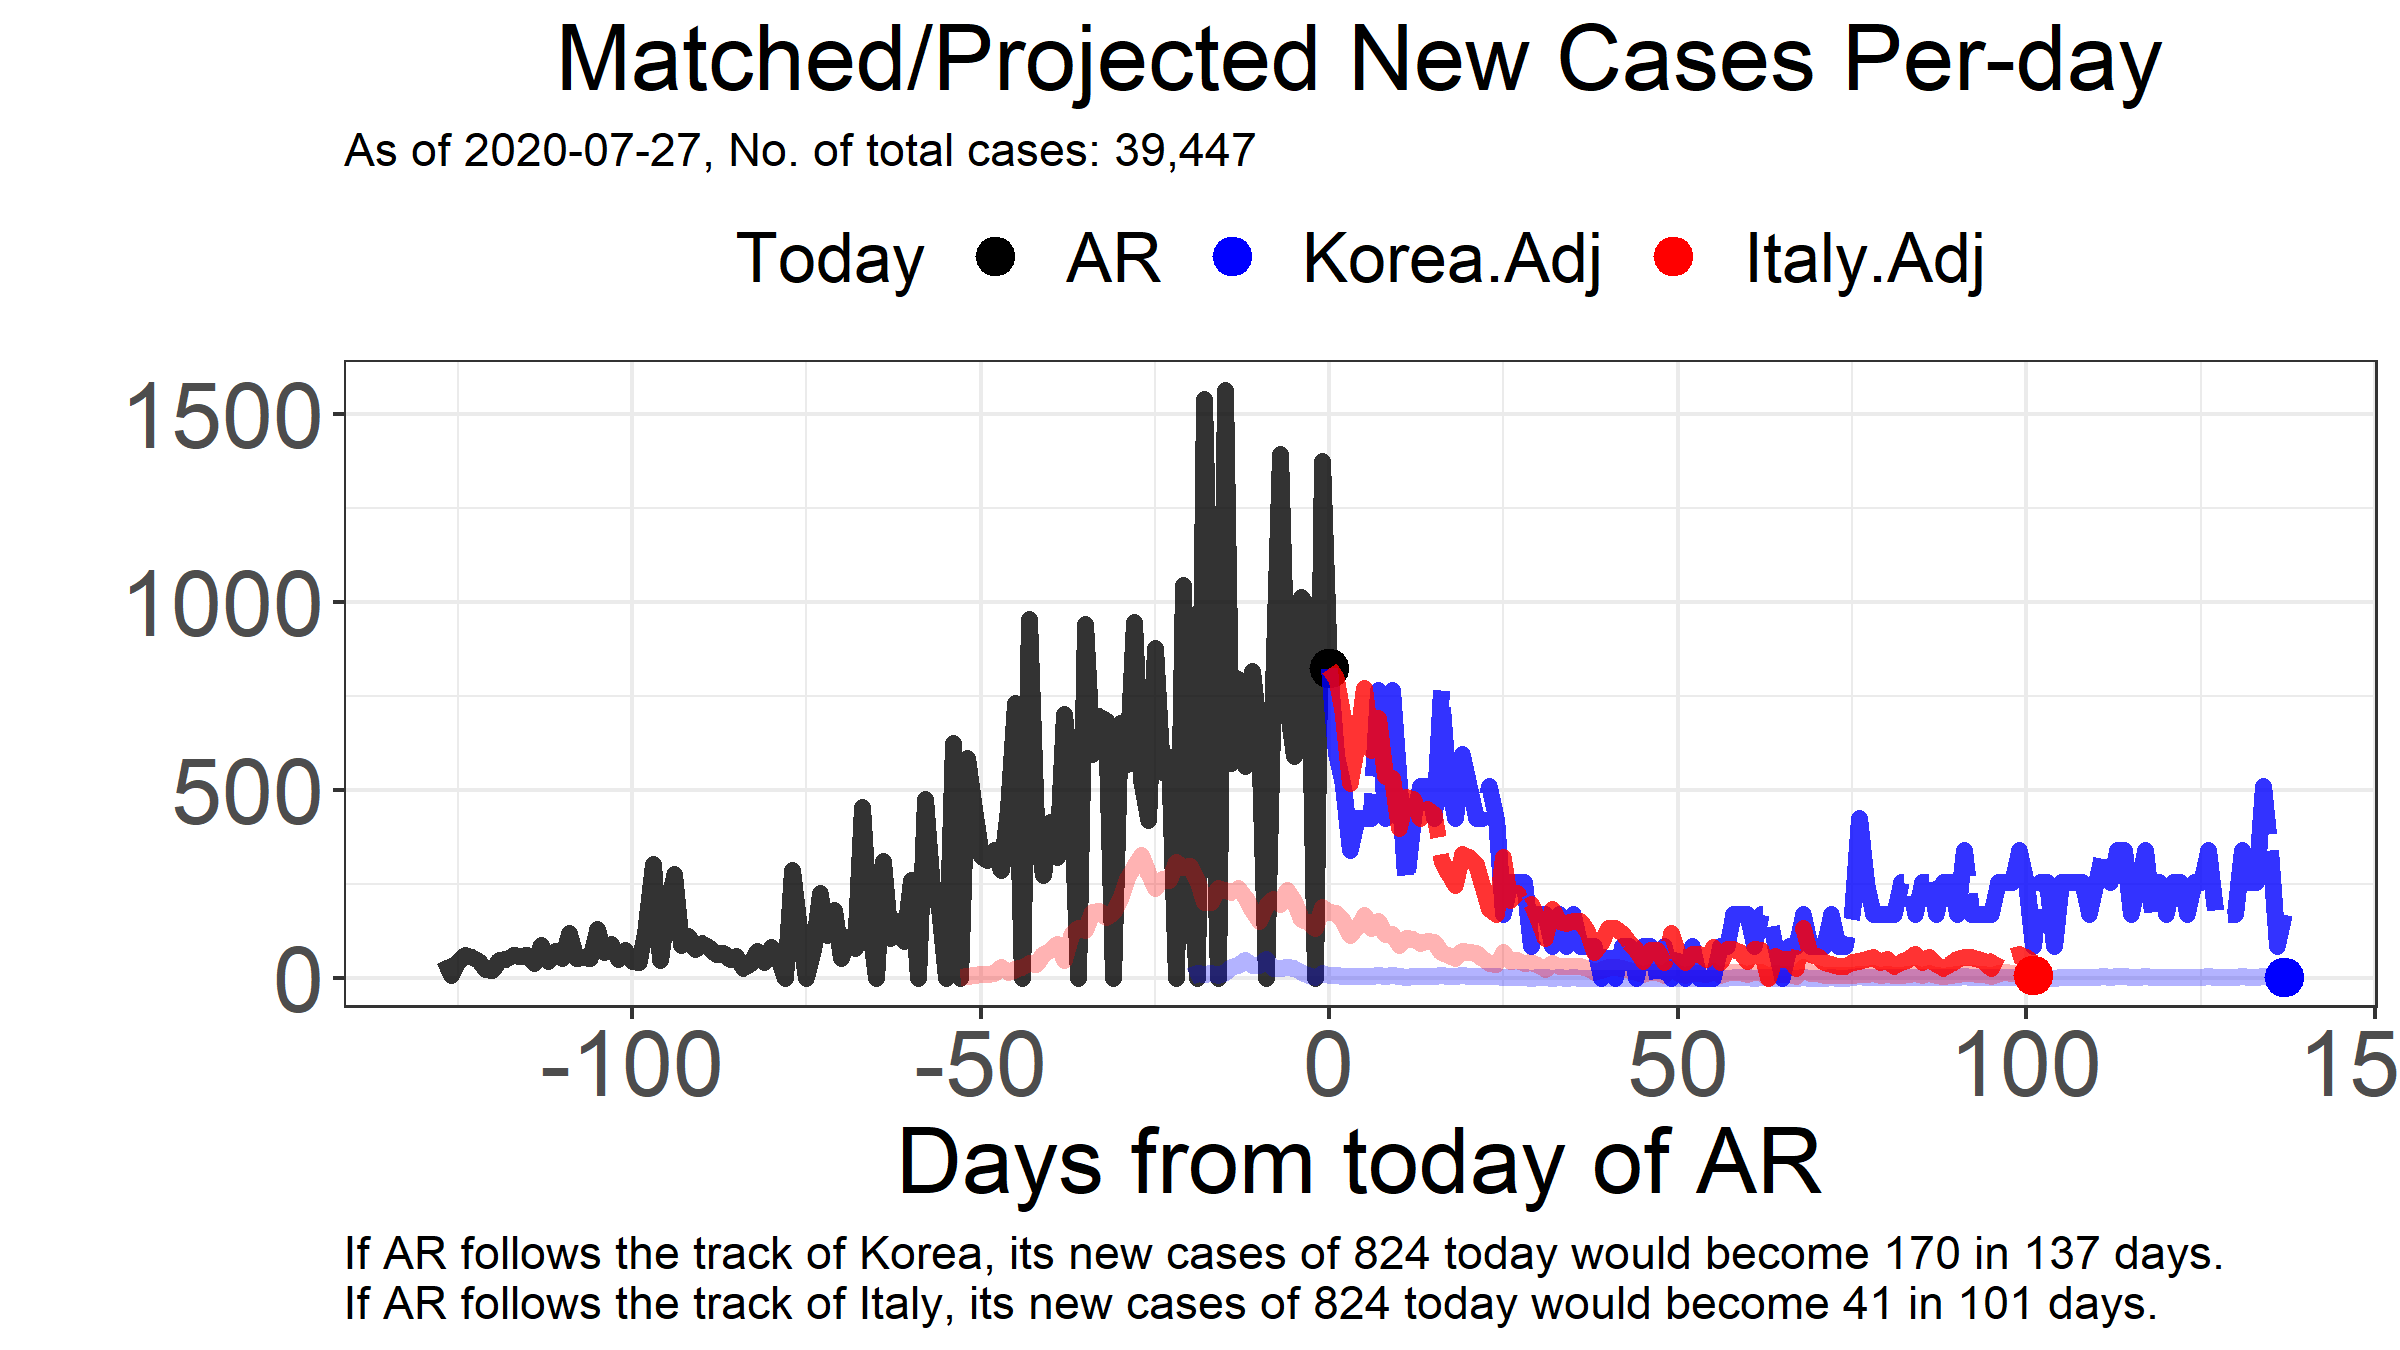 Matched/Projected New Cases Per-day
As of 2020-07-27, No. of total cases: 39,447
Today AR Korea.Adj Italy.Adj
1500
1000
500
0
-100 -50 0 50 100 15
Days from today of AR
If AR follows the track of Korea, its new cases of 824 today would become 170 in 137 days.
If AR follows the track of Italy, its new cases of 824 today would become 41 in 101 days.